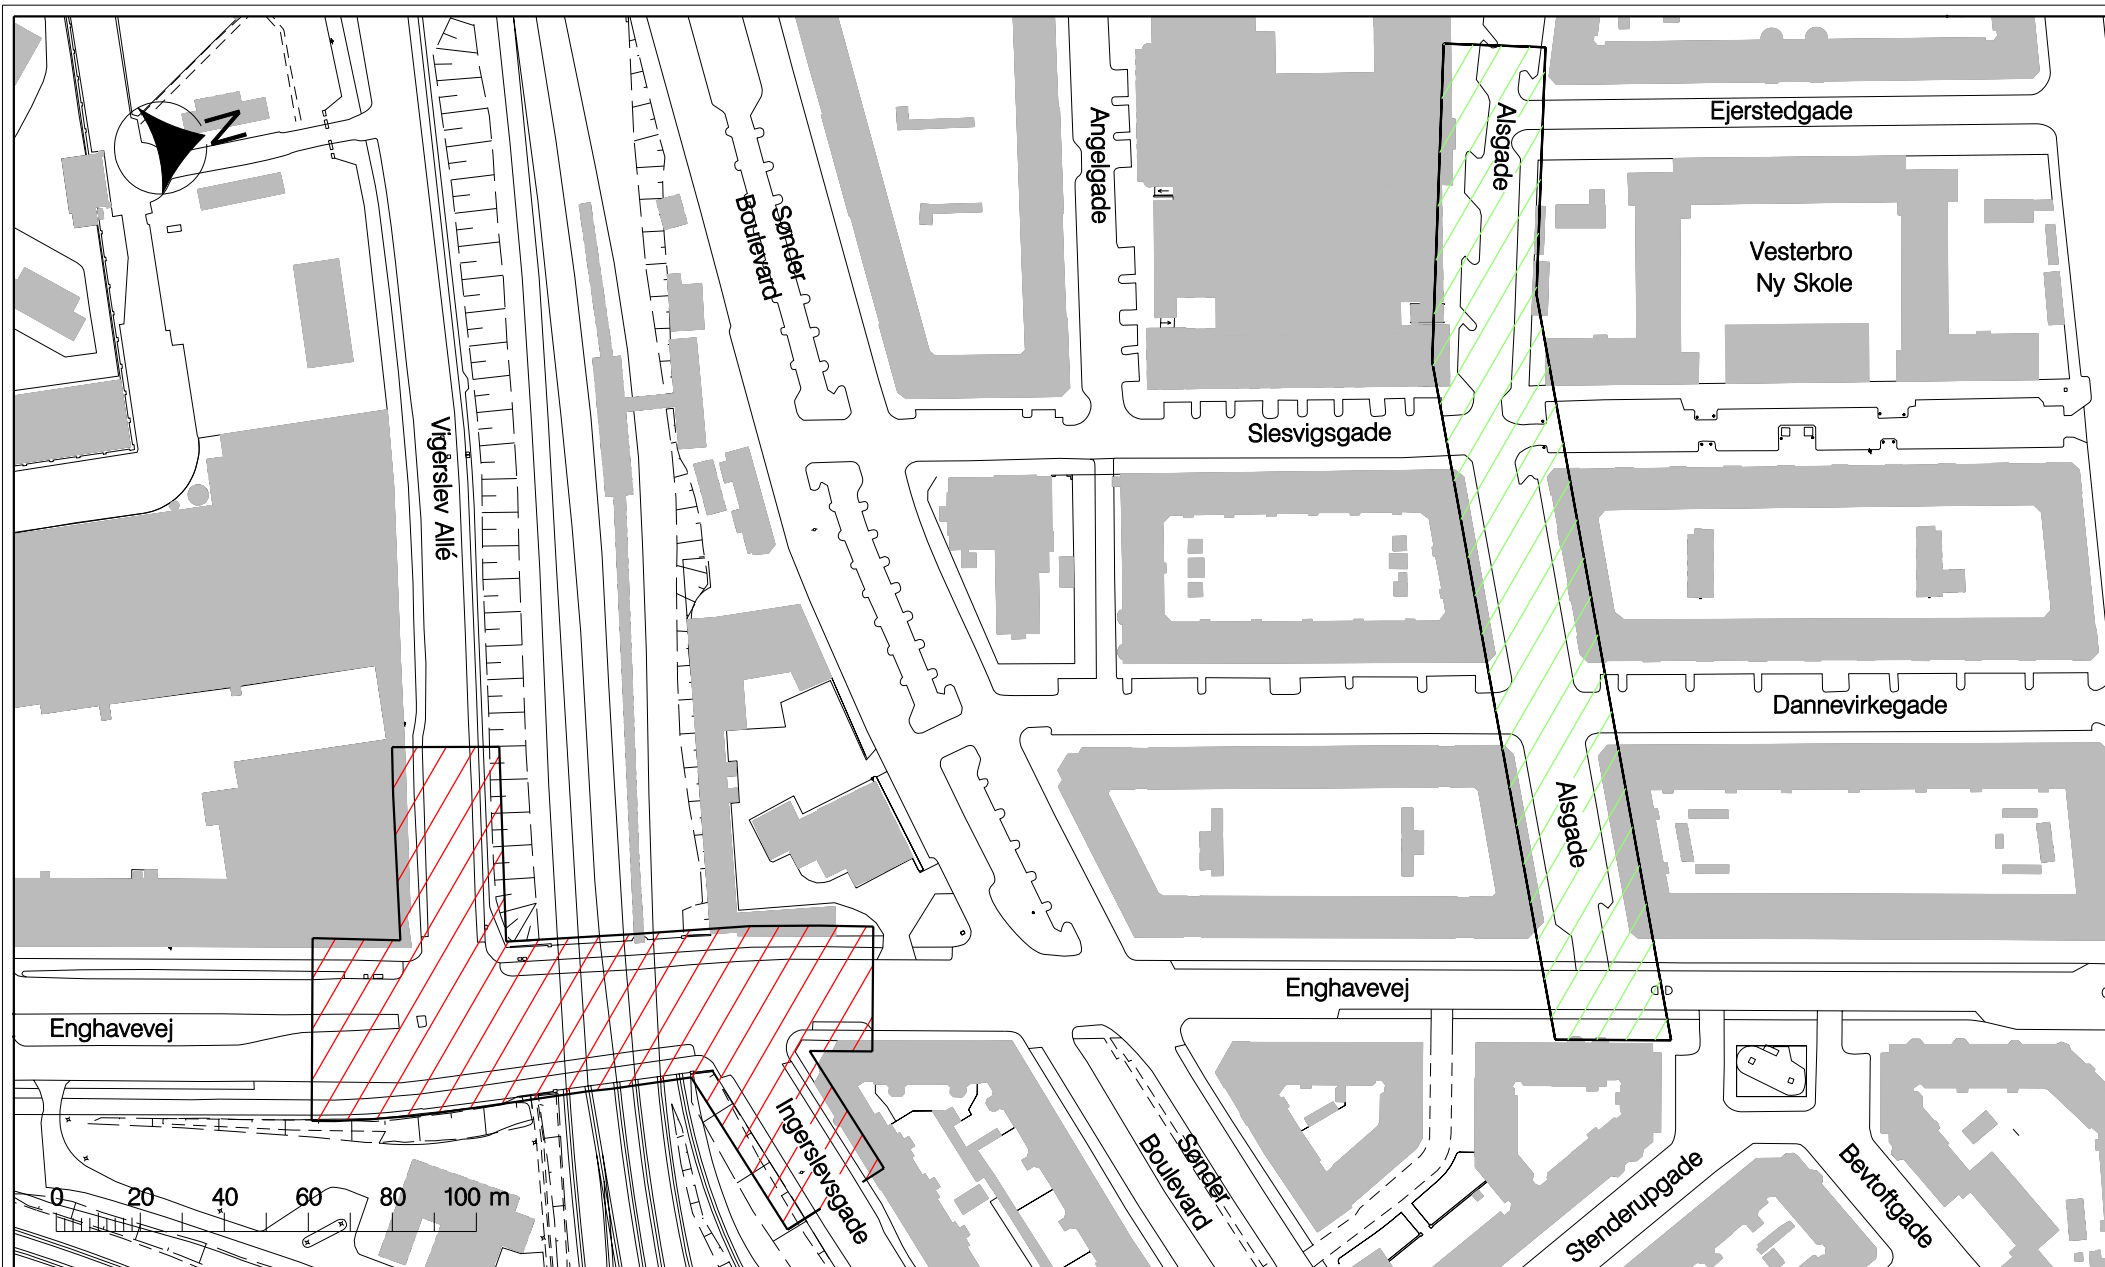 N
Alsgade
Ejerstedgade
Angelgade
Sønder
Boulevard
Vesterbro
Ny Skole
Slesvigsgade
Vigerslev Allé
Dannevirkegade
Alsgade
Enghavevej
Enghavevej
Ingerslevsgade
Sønder
Boulevard
Stenderupgade
Bevtoftgade
0 20 40 60 80 100 m